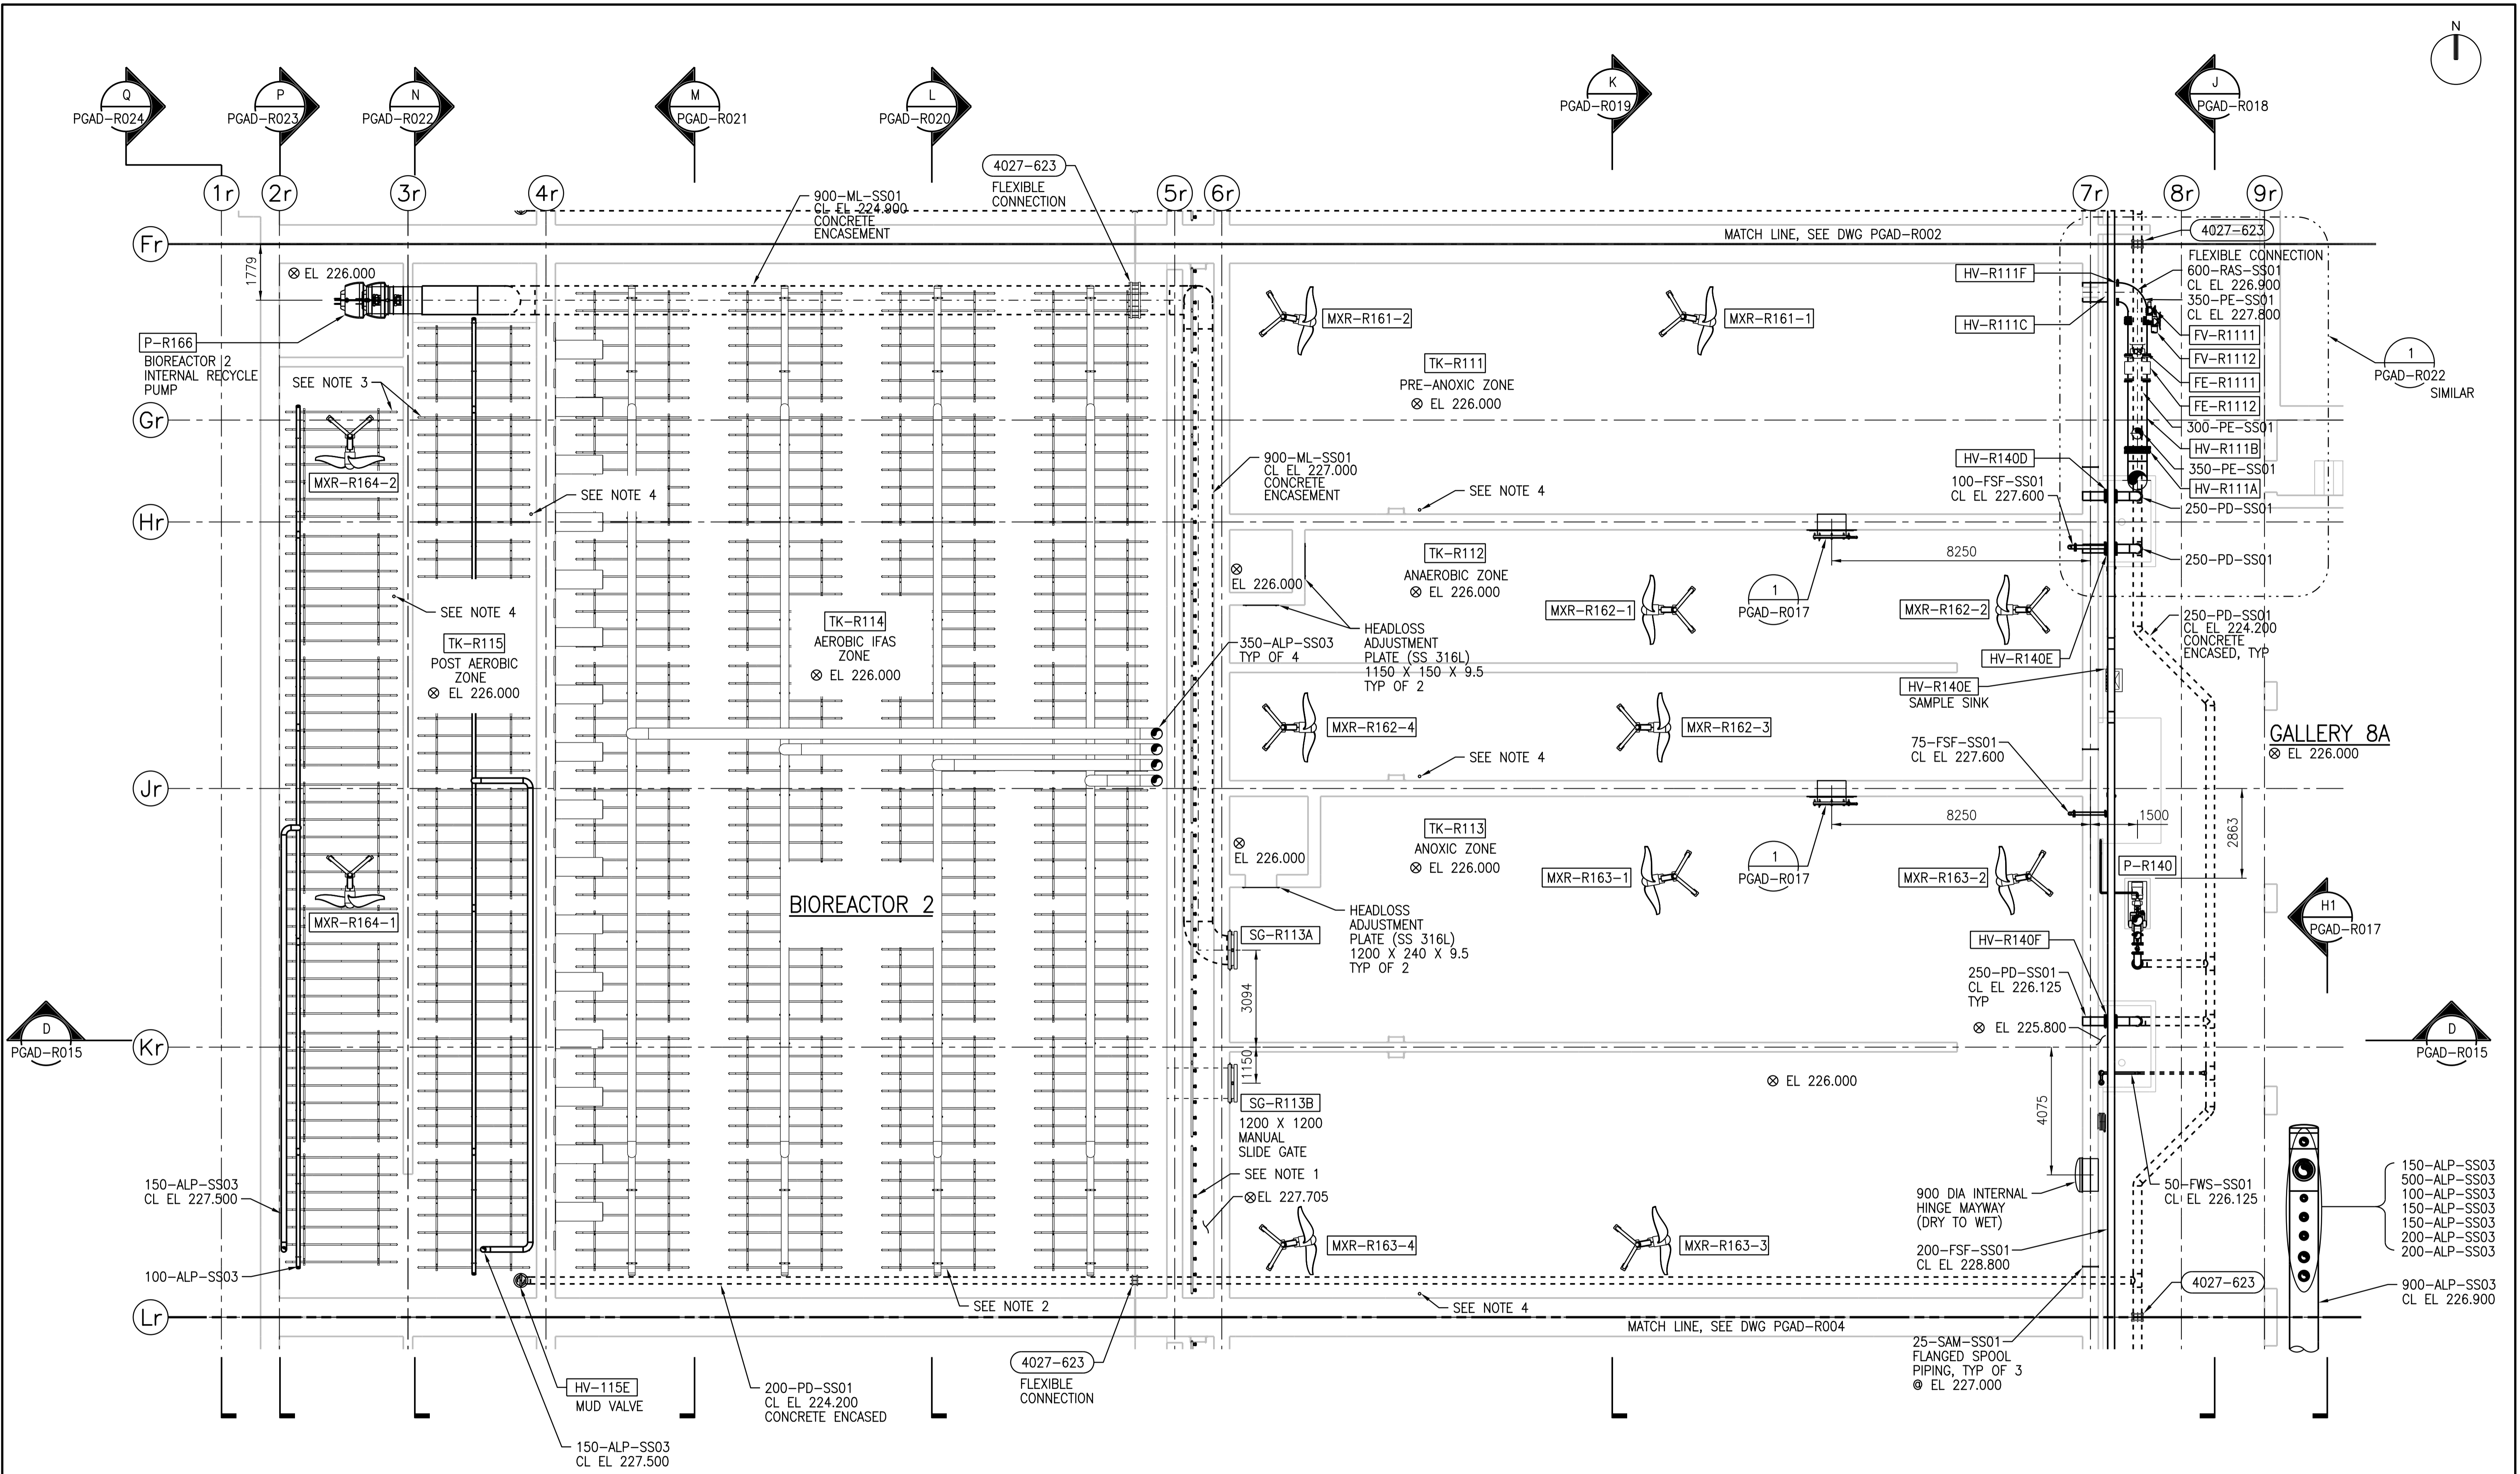 N
Q
PGAD-R024
P
PGAD-R023
N
PGAD-R022
M
PGAD-R021
L
PGAD-R020
K
PGAD-R019
J
PGAD-R018
1r
2r
3r
4r
5r
6r
7r
8r
9r
900-ML-SS01
CL EL 224.900
CONCRETE
ENCASEMENT
4027-623
FLEXIBLE
CONNECTION
Fr
MATCH LINE, SEE DWG PGAD-R002
4027-623
FLEXIBLE CONNECTION
600-RAS-SS01
CL EL 226.900
350-PE-SS01
CL EL 227.800
1779
EL 226.000
P-R166
BIOREACTOR 2
INTERNAL RECYCLE
PUMP
SEE NOTE 3
MXR-R161-2
MXR-R161-1
TK-R111
PRE-ANOXIC ZONE
EL 226.000
HV-R111F
HV-R111C
FV-R1111
FV-R1112
FE-R1111
FE-R1112
300-PE-SS01
HV-R111B
350-PE-SS01
HV-R111A
250-PD-SS01
250-PD-SS01
1
PGAD-R022
SIMILAR
Gr
MXR-R164-2
SEE NOTE 4
900-ML-SS01
CL EL 227.000
CONCRETE
ENCASEMENT
SEE NOTE 4
HV-R140D
100-FSF-SS01
CL EL 227.600
Hr
EL 226.000
TK-R112
ANAEROBIC ZONE
EL 226.000
8250
1
PGAD-R017
MXR-R162-1
MXR-R162-2
HV-R140E
250-PD-SS01
CL EL 224.200
CONCRETE
ENCASED, TYP
SEE NOTE 4
TK-R115
POST AEROBIC
ZONE
EL 226.000
TK-R114
AEROBIC IFAS
ZONE
EL 226.000
350-ALP-SS03
TYP OF 4
HEADLOSS
ADJUSTMENT
PLATE (SS 316L)
1150 X 150 X 9.5
TYP OF 2
HV-R140E
SAMPLE SINK
MXR-R162-4
MXR-R162-3
SEE NOTE 4
75-FSF-SS01
CL EL 227.600
GALLERY 8A
EL 226.000
Jr
8250
1500
2863
EL 226.000
TK-R113
ANOXIC ZONE
EL 226.000
1
PGAD-R017
MXR-R163-1
MXR-R163-2
P-R140
MXR-R164-1
BIOREACTOR 2
HEADLOSS
ADJUSTMENT
PLATE (SS 316L)
1200 X 240 X 9.5
TYP OF 2
SG-R113A
3094
HV-R140F
250-PD-SS01
CL EL 226.125
TYP
EL 225.800
H1
PGAD-R017
D
PGAD-R015
Kr
D
PGAD-R015
1150
EL 226.000
SG-R113B
1200 X 1200
MANUAL
SLIDE GATE
SEE NOTE 1
EL 227.705
4075
150-ALP-SS03
CL EL 227.500
MXR-R163-4
MXR-R163-3
900 DIA INTERNAL
HINGE MAYWAY
(DRY TO WET)
50-FWS-SS01
CL EL 226.125
200-FSF-SS01
CL EL 228.800
150-ALP-SS03
500-ALP-SS03
100-ALP-SS03
150-ALP-SS03
150-ALP-SS03
200-ALP-SS03
200-ALP-SS03
100-ALP-SS03
SEE NOTE 2
SEE NOTE 4
4027-623
900-ALP-SS03
CL EL 226.900
Lr
MATCH LINE, SEE DWG PGAD-R004
HV-115E
MUD VALVE
200-PD-SS01
CL EL 224.200
CONCRETE ENCASED
4027-623
FLEXIBLE
CONNECTION
25-SAM-SS01
FLANGED SPOOL
PIPING, TYP OF 3
@ EL 227.000
150-ALP-SS03
CL EL 227.500